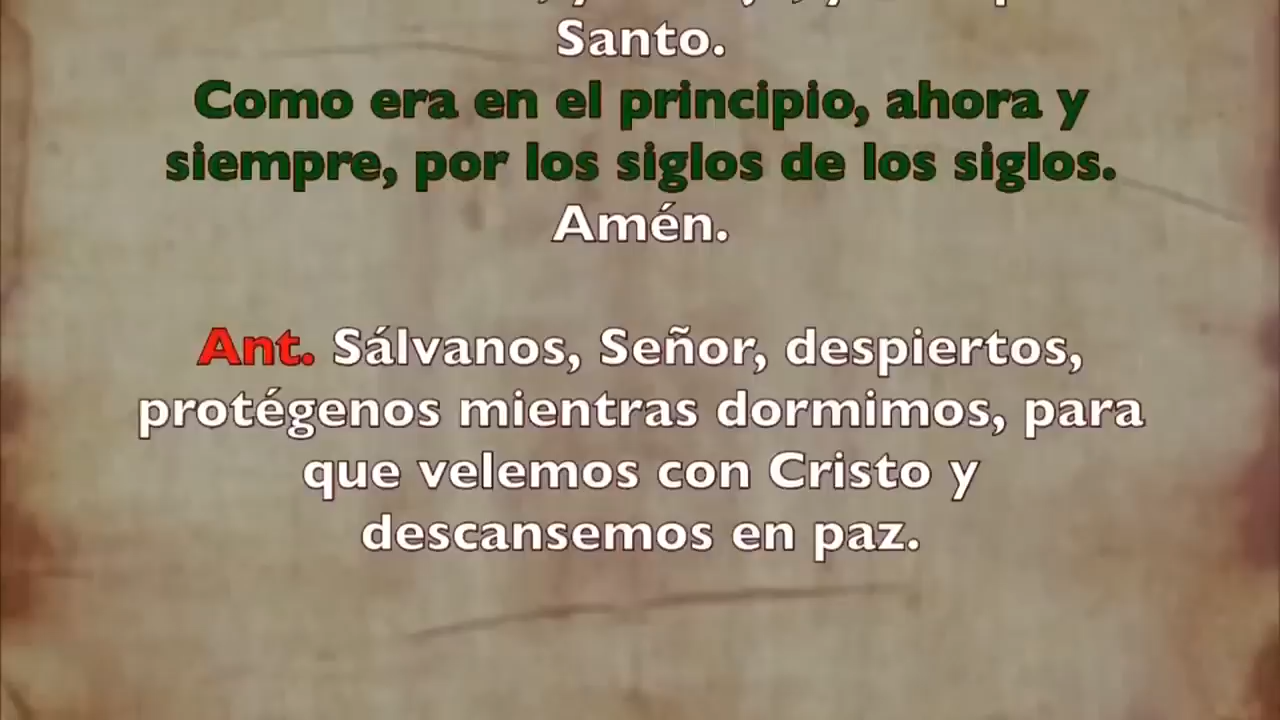 Santo.
Como era en el principio, ahora y
siempre, por los siglos de los siglos.
Amén.
Ant. Sálvanos, Señor, despiertos,
protégenos mientras dormimos, para
que velemos con Cristo y
descansemos en paz.